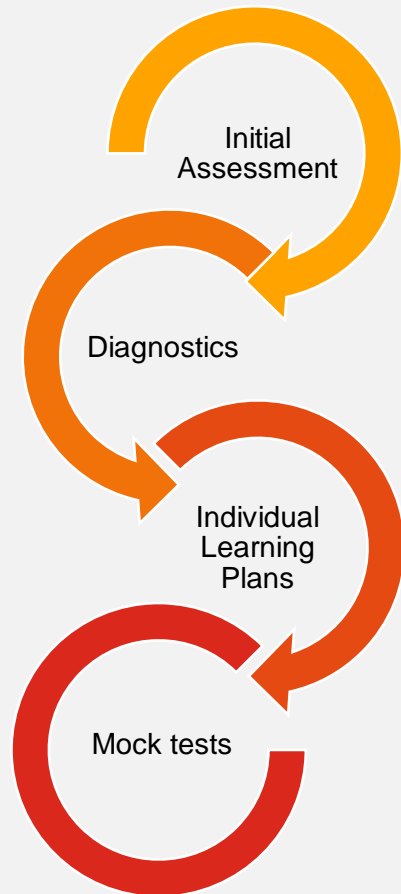 Initial
Assessment
Diagnostics
Individual
Learning
Plans
Mock tests